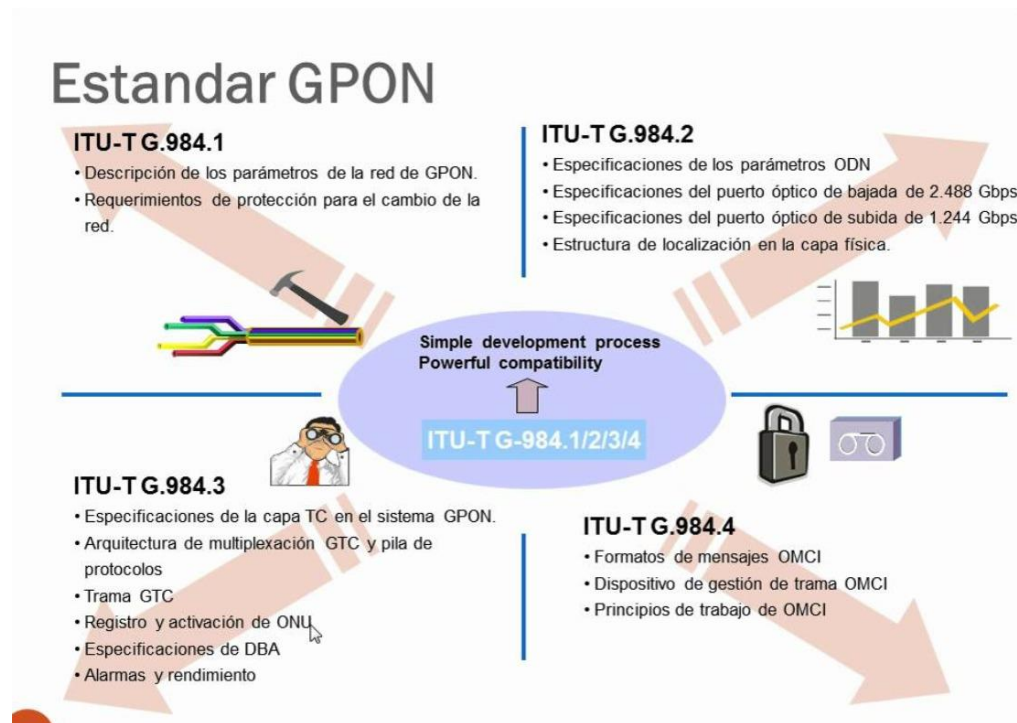 Estandar GPON
ITU-T G.984.1
• Descripción de los parámetros de la red de GPON.
• Requerimientos de protección para el cambio de la
red.
ITU-T G.984.2
• Especificaciones de los parámetros ODN
• Especificaciones del puerto óptico de bajada de 2.488 Gbps
• Especificaciones del puerto óptico de subida de 1.244 Gbps
• Estructura de localización en la capa física.
Simple development process
Powerful compatibility
ITU-T G-984.1/2/3/4
ITU-T G.984.3
• Especificaciones de la capa TC en el sistema GPON.
• Arquitectura de multiplexación GTC y pila de
protocolos
• Trama GTC
• Registro y activación de ONU
• Especificaciones de DBA
• Alarmas y rendimiento
ITU-T G.984.4
• Formatos de mensajes OMCI
• Dispositivo de gestión de trama OMCI
• Principios de trabajo de OMCI